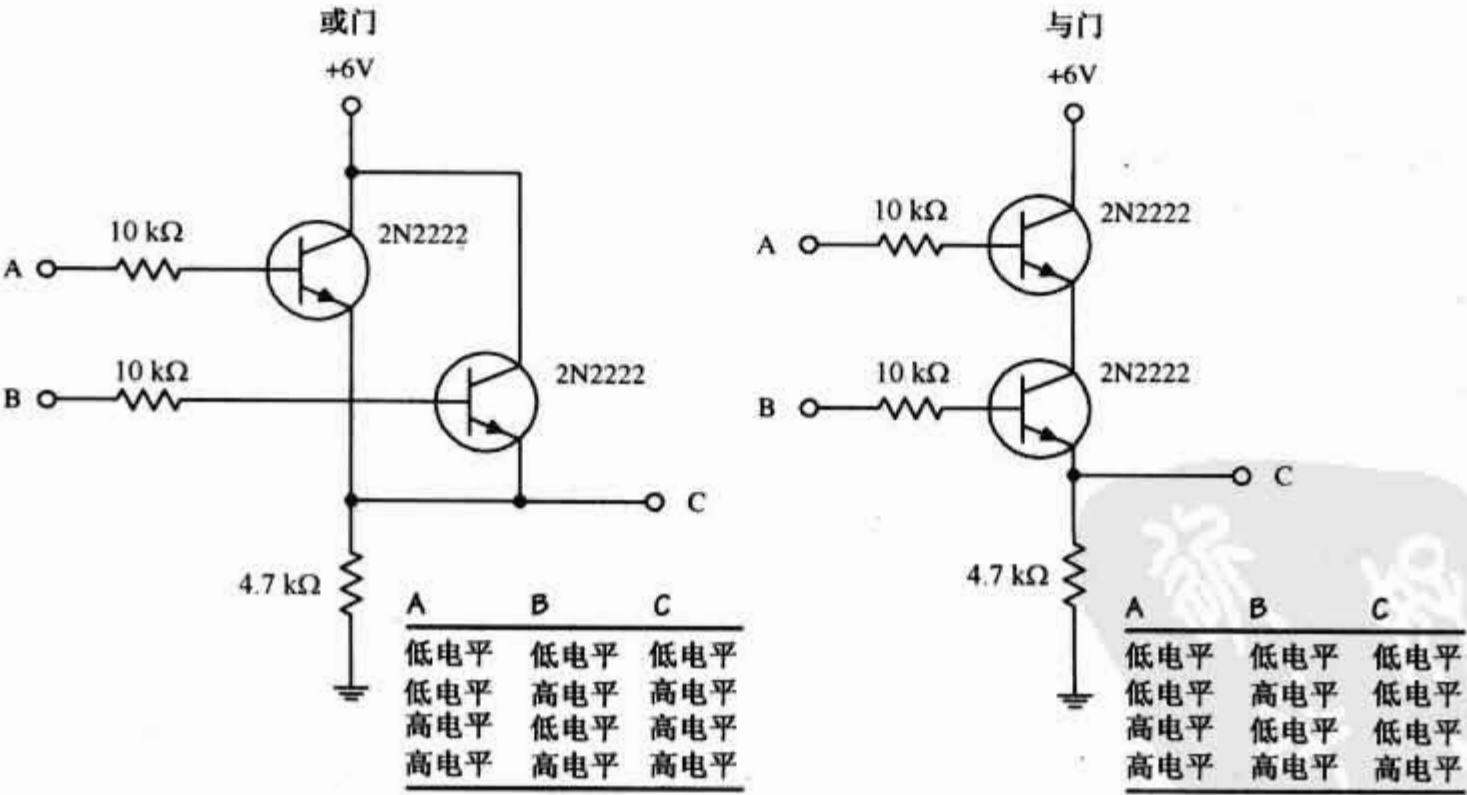 或门
+6V
10 kΩ
2N2222
A
10 kΩ
2N2222
B
C
4.7 kΩ
A B C
低电平 低电平 低电平
低电平 高电平 高电平
高电平 低电平 高电平
高电平 高电平 高电平
与门
+6V
10 kΩ
2N2222
A
10 kΩ
2N2222
B
C
4.7 kΩ
A B C
低电平 低电平 低电平
低电平 高电平 低电平
高电平 低电平 低电平
高电平 高电平 高电平